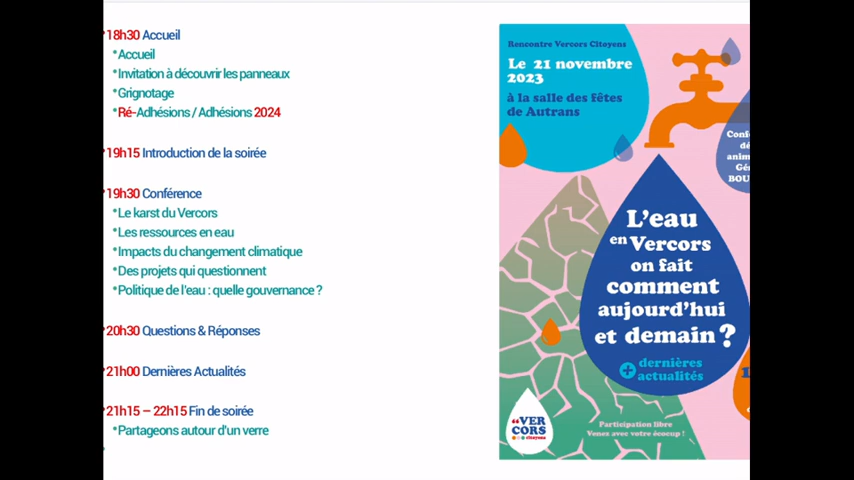 18h30 Accueil
*Accueil
*Invitation à découvrir les panneaux
*Grignotage
*Ré-Adhésions / Adhésions 2024
19h15 Introduction de la soirée
19h30 Conférence
*Le karst du Vercors
*Les ressources en eau
*Impacts du changement climatique
*Des projets qui questionnent
*Politique de l'eau : quelle gouvernance ?
20h30 Questions & Réponses
21h00 Dernières Actualités
21h15 – 22h15 Fin de soirée
*Partageons autour d'un verre
Rencontre Vercors Citoyens
Le 21 novembre
2023
à la salle des fêtes
de Autrans
L'eau
en Vercors
on fait
comment
aujourd'hui
et demain ?
+ dernières
actualités
"VER
CORS
citoyens
Participation libre
Venez avec votre écocup !